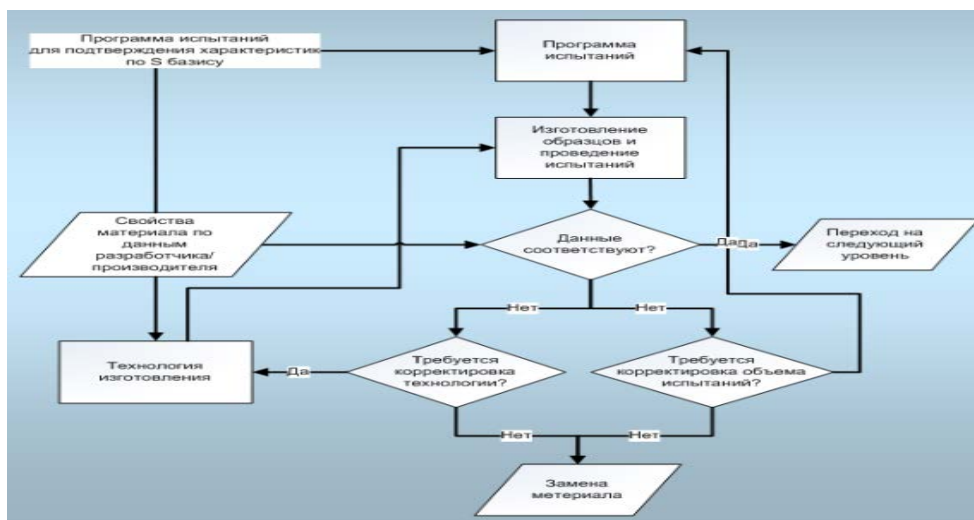 Программа испытаний
для подтверждения характеристик
по S базису
Программа
испытаний
Изготовление
образцов и
проведение
испытаний
Свойства
материала по
данным
разработчика/
производителя
Данные
соответствуют?
Да
Да
Переход на
следующий
уровень
Нет
Нет
Технология
изготовления
Да
Требуется
корректировка
технологии?
Требуется
корректировка объема
испытаний?
Нет
Нет
Замена
метериала